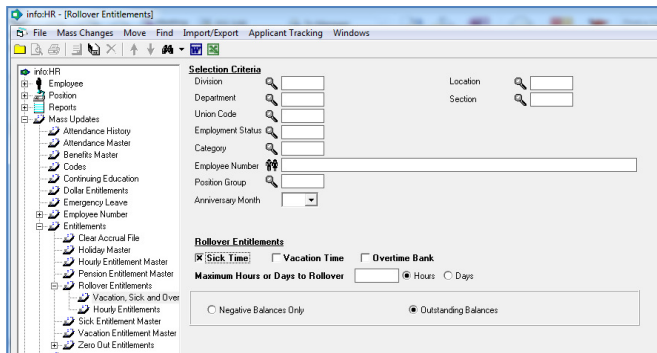 info:HR - [Rollover Entitlements]
File Mass Changes Move Find Import/Export Applicant Tracking Windows
info:HR
Employee
Position
Reports
Mass Updates
Attendance History
Attendance Master
Benefits Master
Codes
Continuing Education
Dollar Entitlements
Emergency Leave
Employee Number
Entitlements
Clear Accrual File
Holiday Master
Hourly Entitlement Master
Pension Entitlement Master
Rollover Entitlements
Vacation, Sick and Over
Hourly Entitlements
Sick Entitlement Master
Vacation Entitlement Master
Zero Out Entitlements
Selection Criteria
Division Location
Department Section
Union Code
Employment Status
Category
Employee Number
Position Group
Anniversary Month
Rollover Entitlements
Sick Time Vacation Time Overtime Bank
Maximum Hours or Days to Rollover Hours Days
Negative Balances Only Outstanding Balances